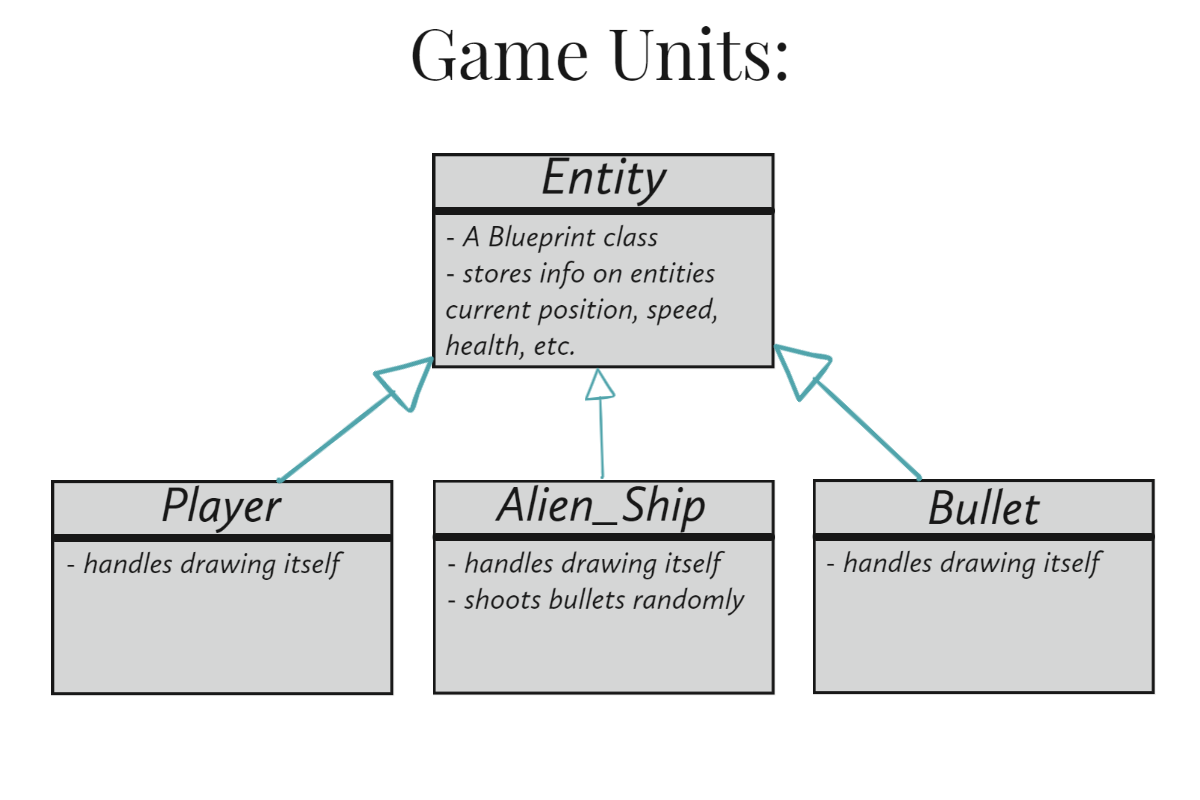 Game Units:
Entity
- A Blueprint class
- stores info on entities
current position, speed,
health, etc.
Player
- handles drawing itself
Alien_Ship
- handles drawing itself
- shoots bullets randomly
Bullet
- handles drawing itself